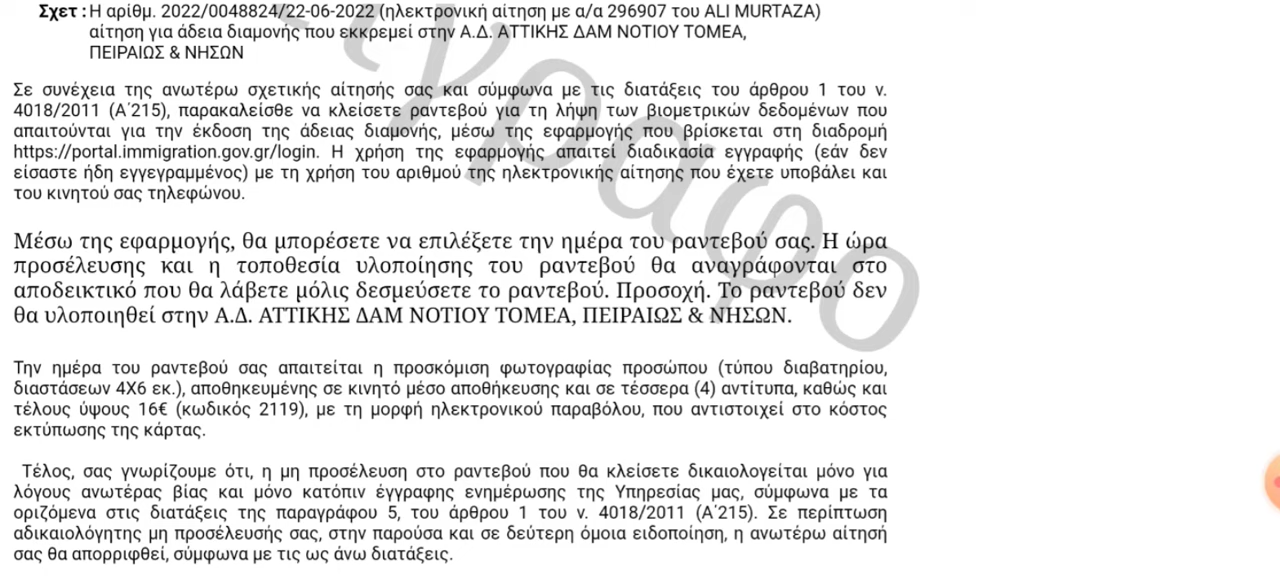 Σχετ : Η αρίθμ. 2022/0048824/22-06-2022 (ηλεκτρονική αίτηση με α/α 296907 του ALI MURTAZA)
αίτηση για άδεια διαμονής που εκκρεμεί στην Α.Δ. ΑΤΤΙΚΗΣ ΔΑΜ ΝΟΤΙΟΥ ΤΟΜΕΑ,
ΠΕΙΡΑΙΩΣ & ΝΗΣΩΝ
Σε συνέχεια της ανωτέρω σχετικής αίτησής σας και σύμφωνα με τις διατάξεις του άρθρου 1 του ν.
4018/2011 (Α΄215), παρακαλείσθε να κλείσετε ραντεβού για τη λήψη των βιομετρικών δεδομένων που
απαιτούνται για την έκδοση της άδειας διαμονής, μέσω της εφαρμογής που βρίσκεται στη διαδρομή
https://portal.immigration.gov.gr/login. Η χρήση της εφαρμογής απαιτεί διαδικασία εγγραφής (εάν δεν
είσαστε ήδη εγγεγραμμένος) με τη χρήση του αριθμού της ηλεκτρονικής αίτησης που έχετε υποβάλει και
του κινητού σας τηλεφώνου.
Μέσω της εφαρμογής, θα μπορέσετε να επιλέξετε την ημέρα του ραντεβού σας. Η ώρα
προσέλευσης και η τοποθεσία υλοποίησης του ραντεβού θα αναγράφονται στο
αποδεικτικό που θα λάβετε μόλις δεσμεύσετε το ραντεβού. Προσοχή. Το ραντεβού δεν
θα υλοποιηθεί στην Α.Δ. ΑΤΤΙΚΗΣ ΔΑΜ ΝΟΤΙΟΥ ΤΟΜΕΑ, ΠΕΙΡΑΙΩΣ & ΝΗΣΩΝ.
Την ημέρα του ραντεβού σας απαιτείται η προσκόμιση φωτογραφίας προσώπου (τύπου διαβατηρίου,
διαστάσεων 4Χ6 εκ.), αποθηκευμένης σε κινητό μέσο αποθήκευσης και σε τέσσερα (4) αντίτυπα, καθώς και
τέλους ύψους 16€ (κωδικός 2119), με τη μορφή ηλεκτρονικού παραβόλου, που αντιστοιχεί στο κόστος
εκτύπωσης της κάρτας.
Τέλος, σας γνωρίζουμε ότι, η μη προσέλευση στο ραντεβού που θα κλείσετε δικαιολογείται μόνο για
λόγους ανωτέρας βίας και μόνο κατόπιν έγγραφης ενημέρωσης της Υπηρεσίας μας, σύμφωνα με τα
οριζόμενα στις διατάξεις της παραγράφου 5, του άρθρου 1 του ν. 4018/2011 (Α΄215). Σε περίπτωση
αδικαιολόγητης μη προσέλευσής σας, στην παρούσα και σε δεύτερη όμοια ειδοποίηση, η ανωτέρω αίτησή
σας θα απορριφθεί, σύμφωνα με τις ως άνω διατάξεις.